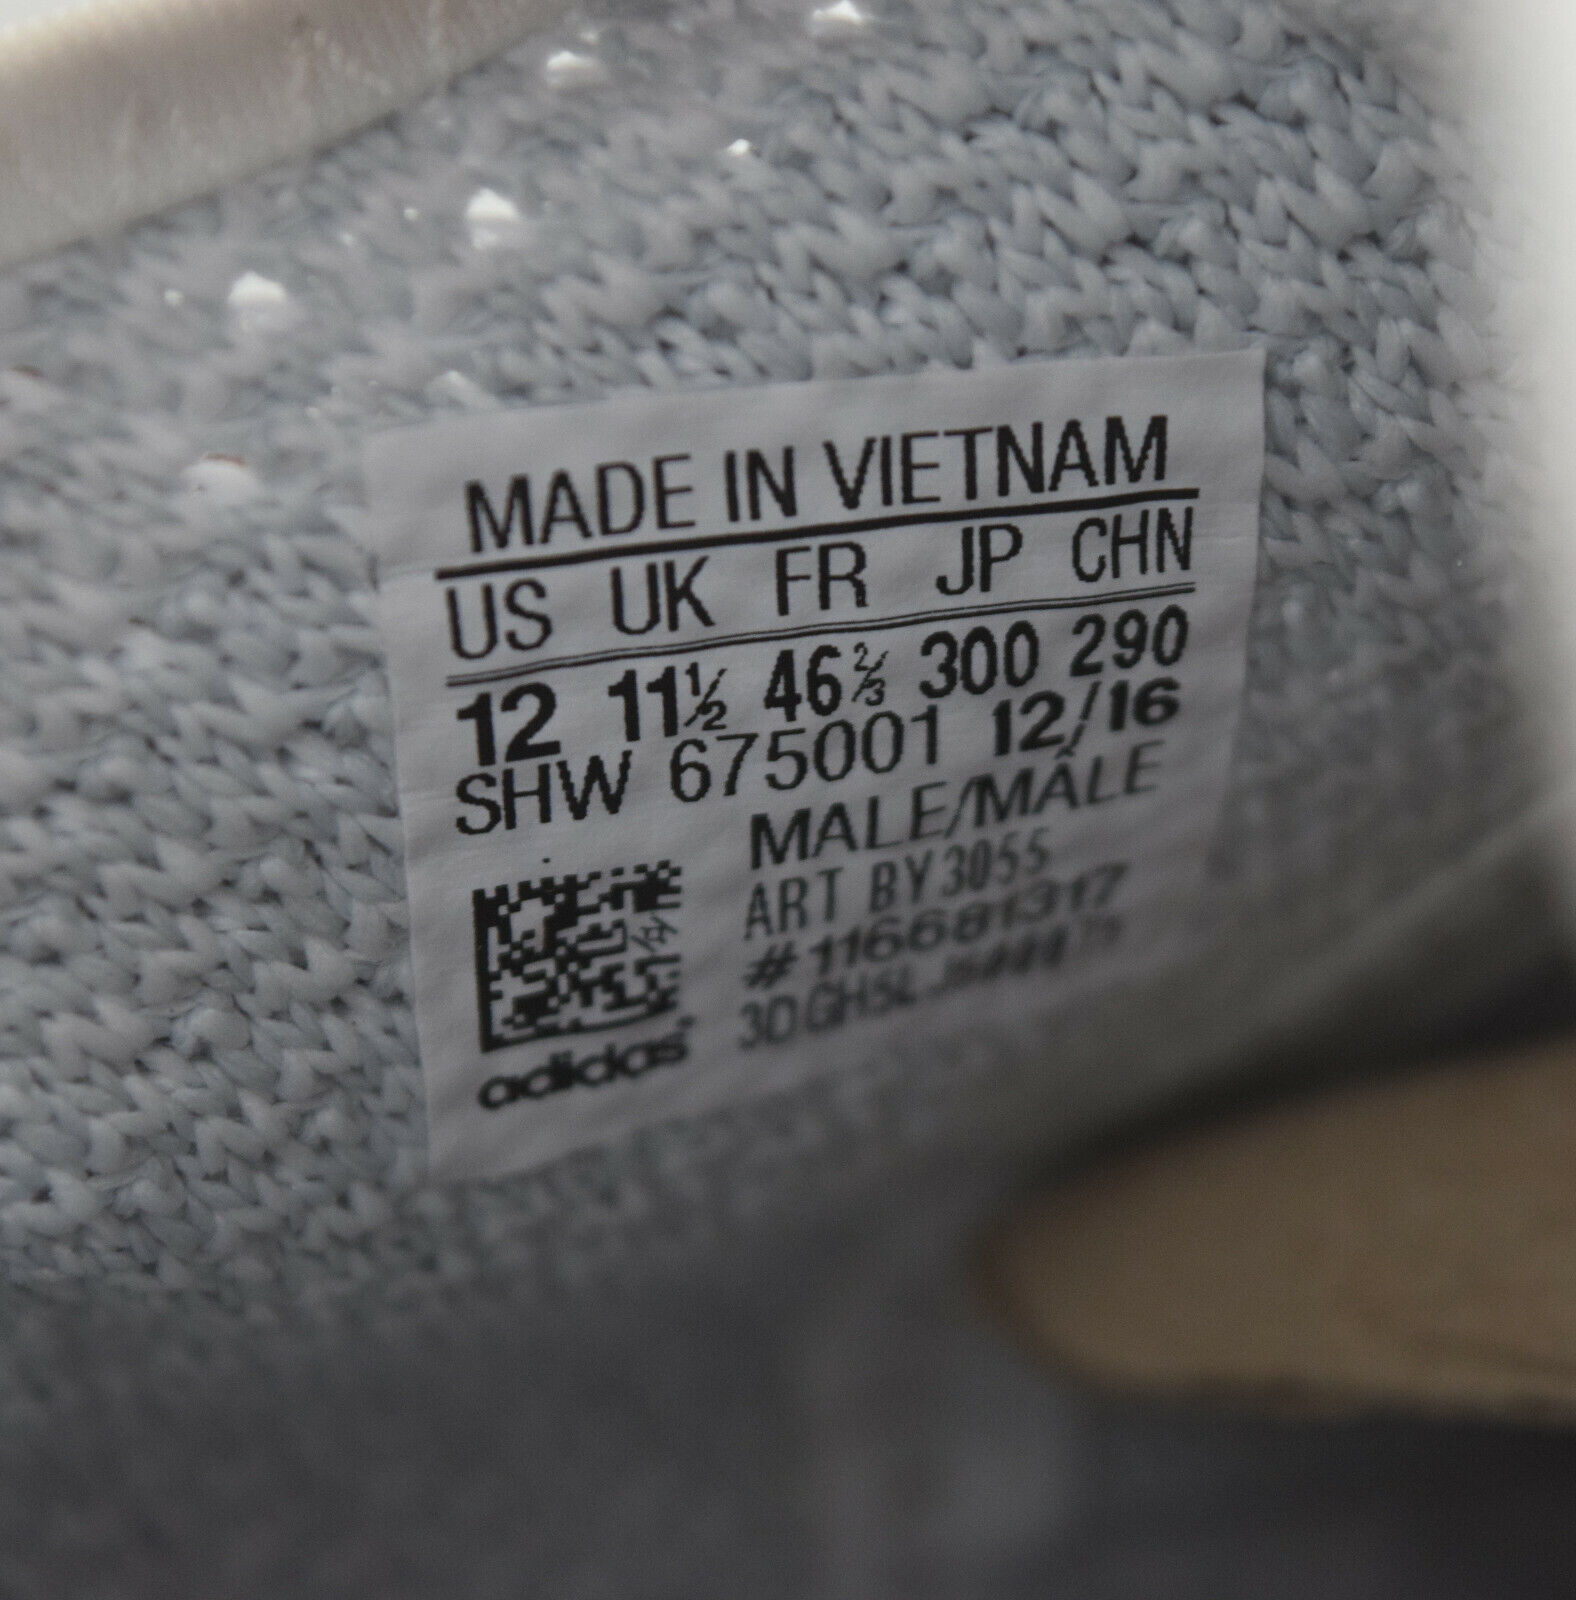 MADE IN VIETNAM
US UK FR JP CHN
12 11½ 46⅔ 300 290
SHW 675001 12/16
MALE/MÂLE
ART BY3055
#116681317
adidas